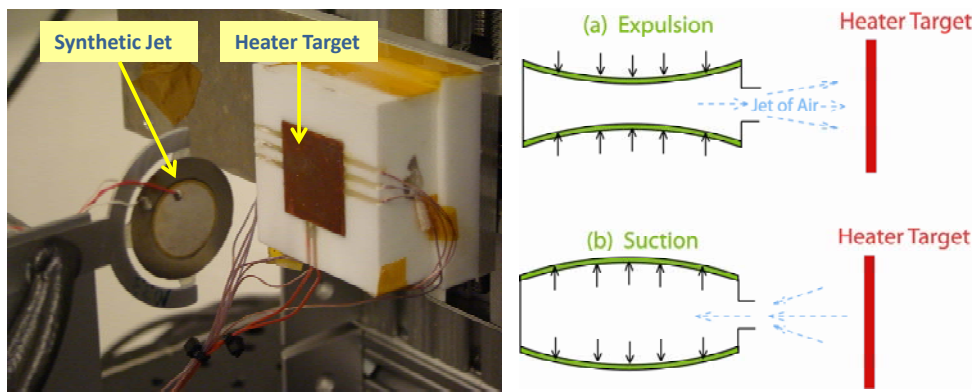 Synthetic Jet
Heater Target
(a) Expulsion
Heater Target
Jet of Air
(b) Suction
Heater Target